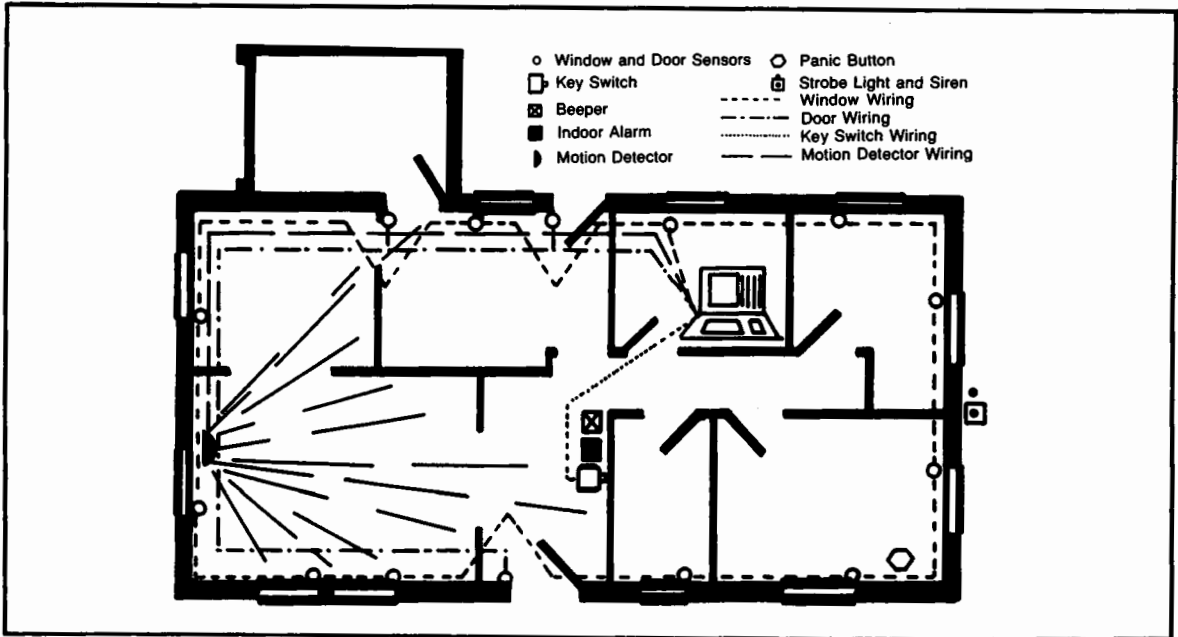 Window and Door Sensors
Key Switch
Beeper
Indoor Alarm
Motion Detector
Panic Button
Strobe Light and Siren
Window Wiring
Door Wiring
Key Switch Wiring
Motion Detector Wiring